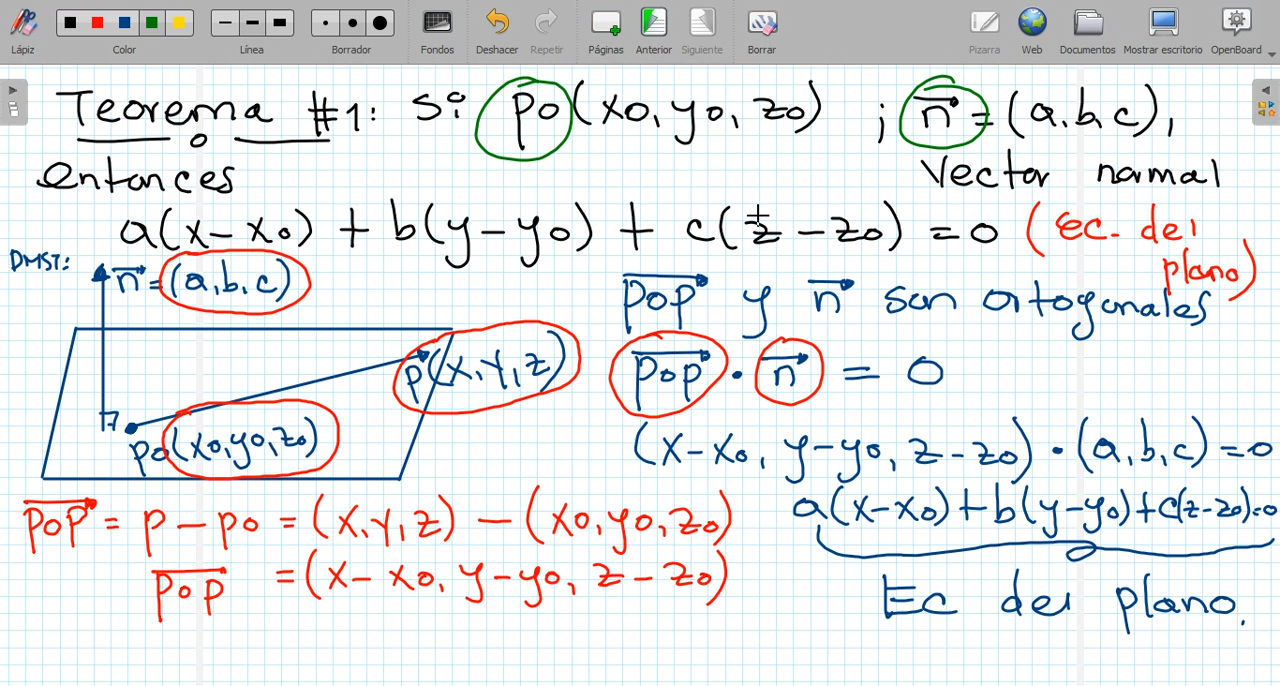 Lápiz Color Línea Borrador Fondos Deshacer Repetir Páginas Anterior Siguiente Borrar Pizarra Web Documentos Mostrar escritorio OpenBoard
Teorema #1: Si po(xo, yo, zo) ; n = (a, b, c),
entonces Vector normal
a(x - xo) + b(y - yo) + c(z - zo) = 0 (Ec. del
plano)
DMST:
n = (a, b, c)
PoP y n son ortogonales
p(x, y, z)
PoP · n = 0
po(xo, yo, zo)
(x - xo, y - yo, z - zo) · (a, b, c) = 0
PoP = p - po = (x, y, z) - (xo, yo, zo)
a(x - xo) + b(y - yo) + c(z - zo) = 0
PoP = (x - xo, y - yo, z - zo)
Ec del plano.